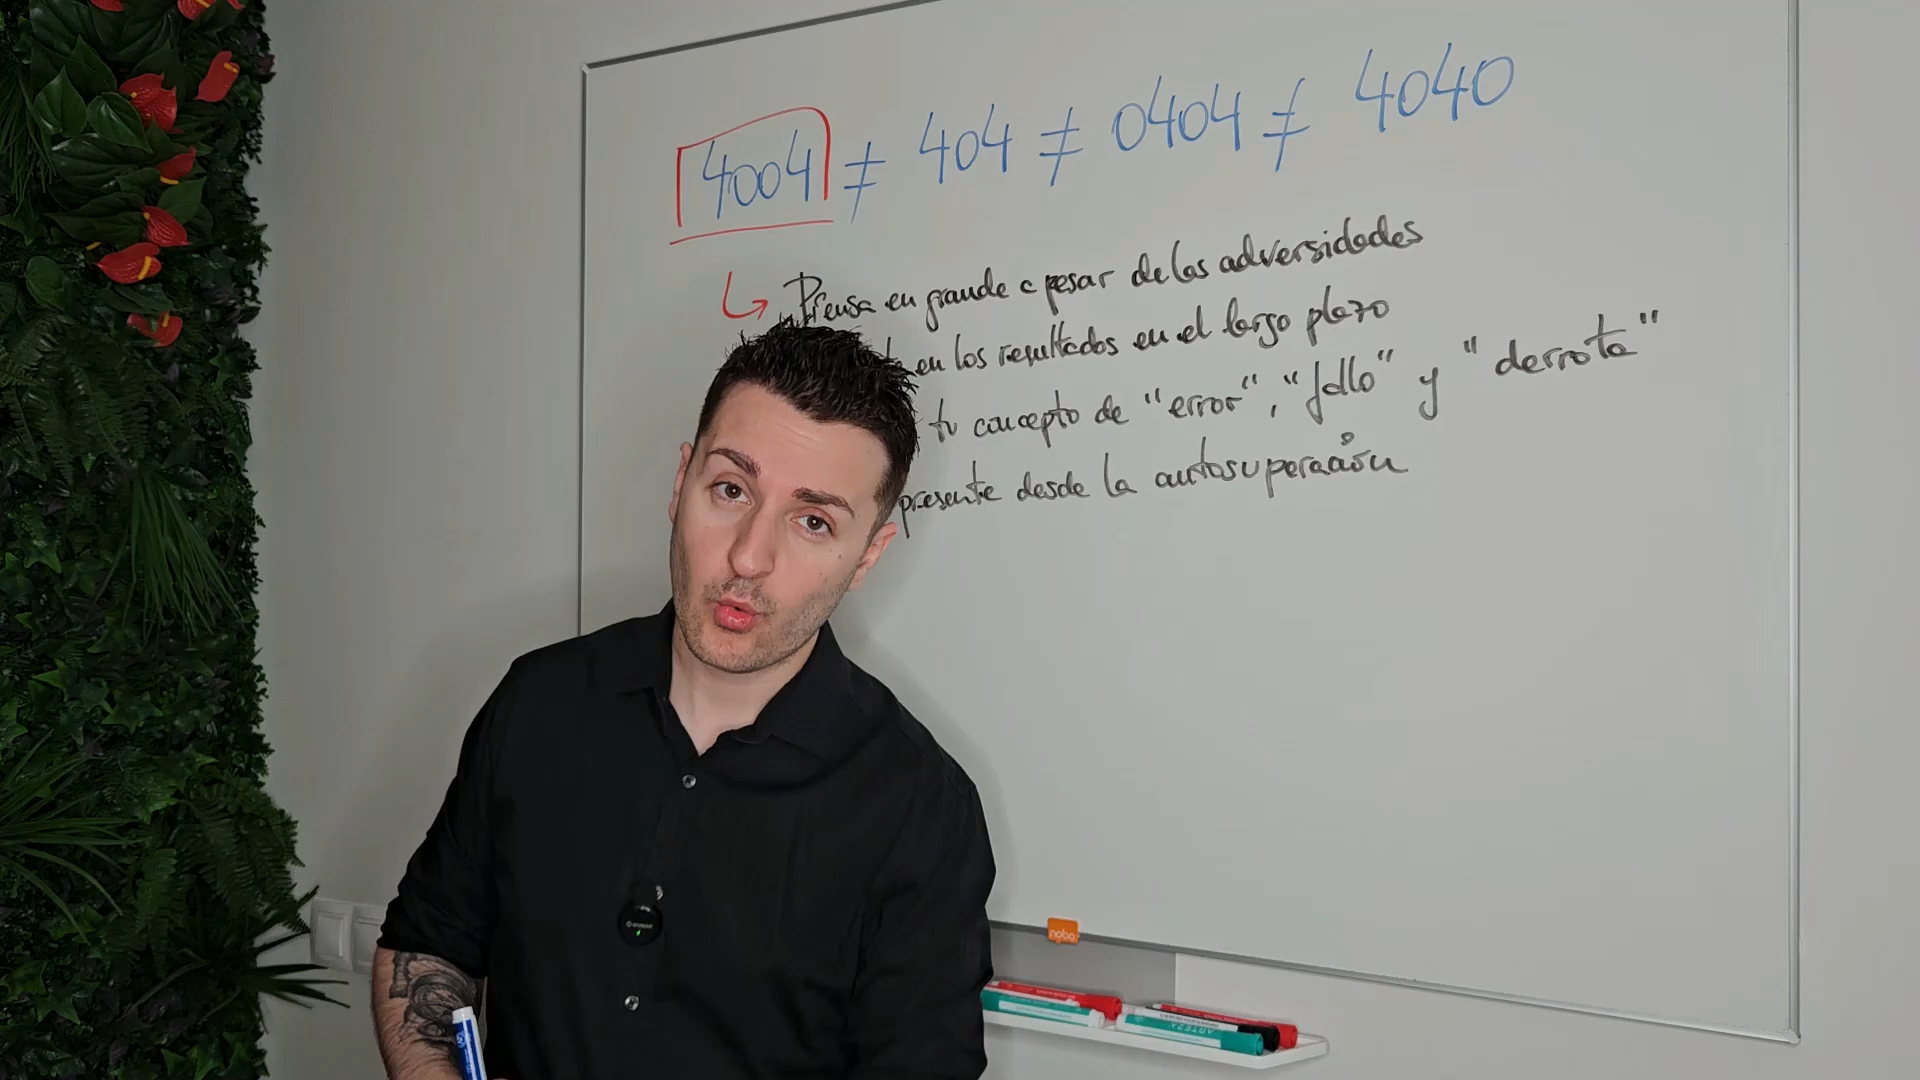 4004 ≠ 404 ≠ 0404 ≠ 4040
↳ Piensa en grande a pesar de las adversidades
en los resultados en el largo plazo
tu concepto de "error", "fallo" y "derrota"
presente desde la autosuperación
nobo
ARTEZA